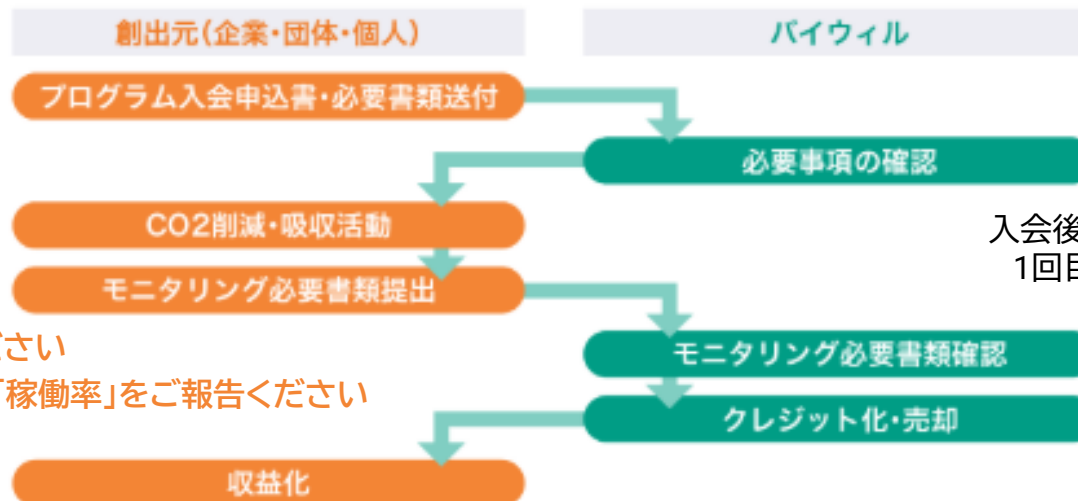 創出元(企業・団体・個人)
バイウィル
プログラム入会申込書・必要書類送付
必要事項の確認
CO2削減・吸収活動
入会後
1回目
モニタリング必要書類提出
ださい
モニタリング必要書類確認
「稼働率」をご報告ください
クレジット化・売却
収益化